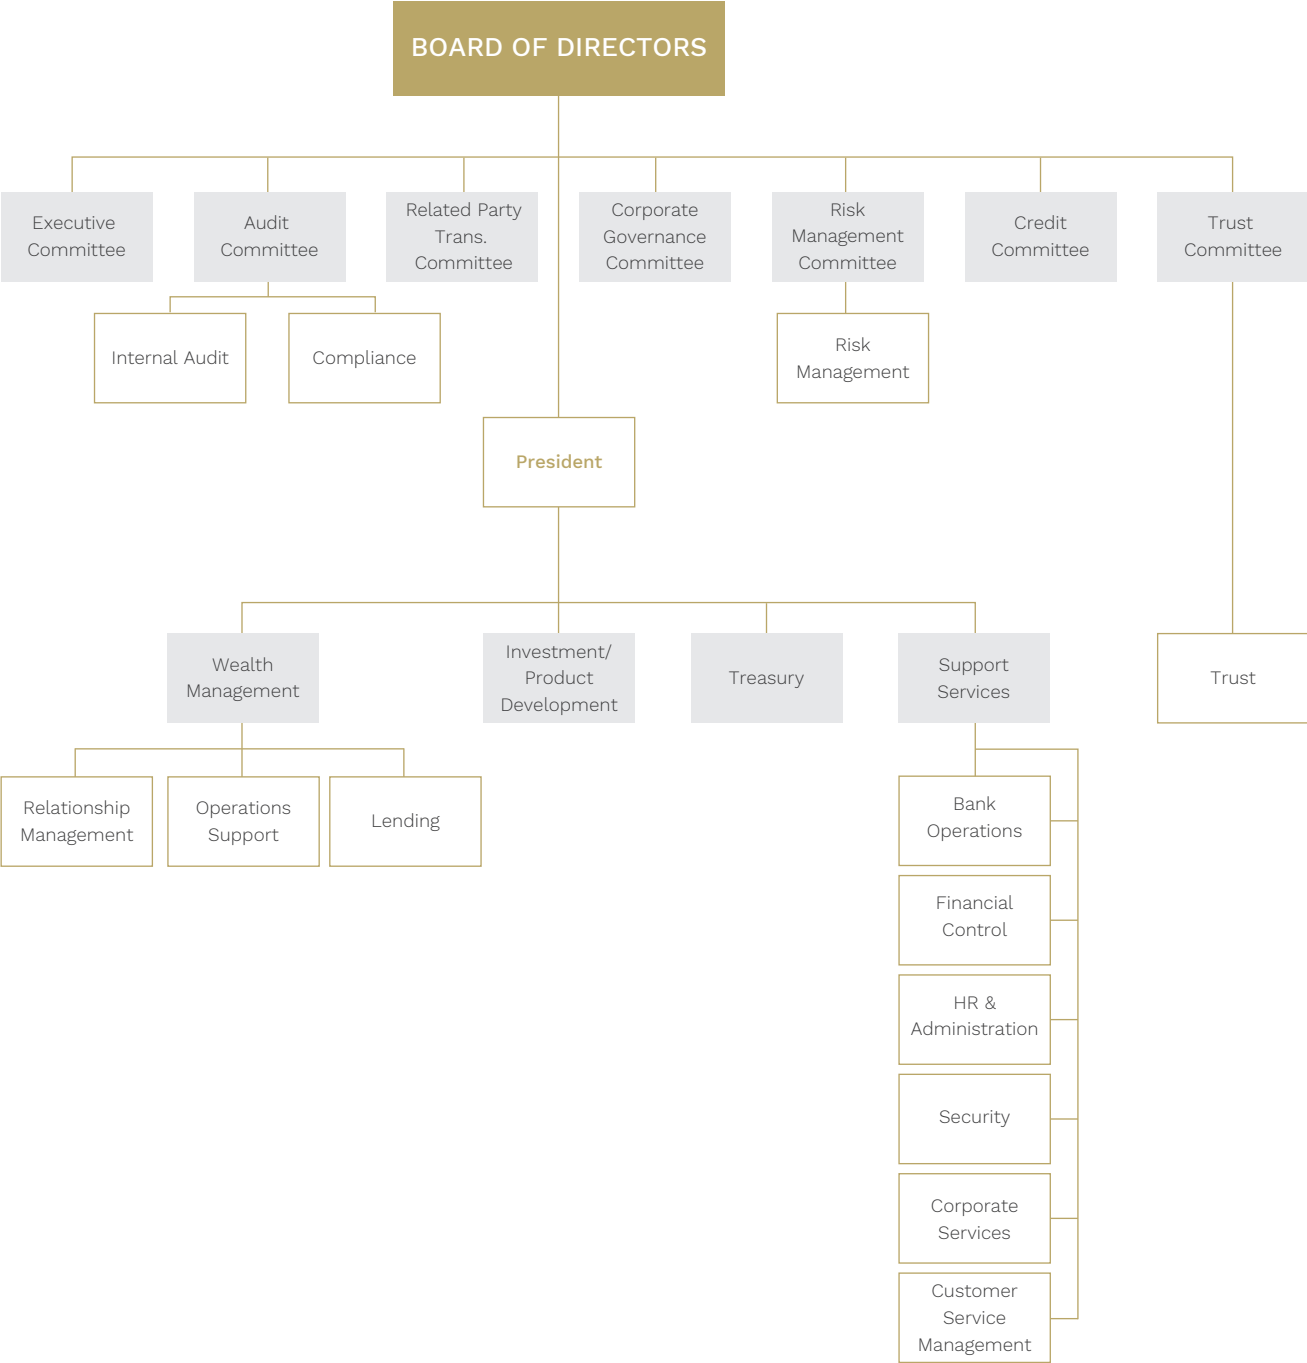 BOARD OF DIRECTORS
Executive
Committee
Audit
Committee
Related Party
Trans.
Committee
Corporate
Governance
Committee
Risk
Management
Committee
Credit
Committee
Trust
Committee
Internal Audit
Compliance
Risk
Management
President
Wealth
Management
Investment/
Product
Development
Treasury
Support
Services
Trust
Relationship
Management
Operations
Support
Lending
Bank
Operations
Financial
Control
HR &
Administration
Security
Corporate
Services
Customer
Service
Management